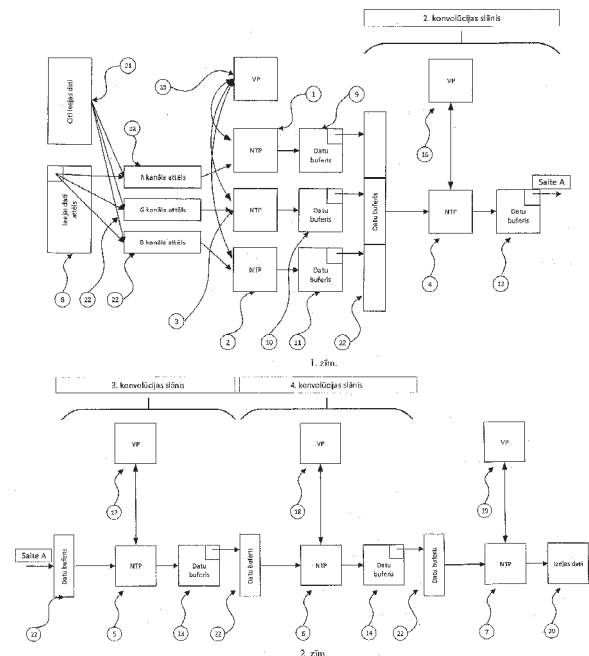 2. konvolūcijas slānis
Citi ieejas dati
21
15
VP
1
9
VP
23
NTP
Datu
buferis
16
R kanāla attēls
Ieejas dati
attēls
G kanāla attēls
NTP
Datu
buferis
Datu buferis
NTP
Datu
buferis
Saite A
B kanāla attēls
NTP
Datu
buferis
8
22
22
3
2
10
11
22
4
12
1. zīm.
3. konvolūcijas slānis
4. konvolūcijas slānis
VP
VP
VP
17
18
19
Saite A
Datu buferis
NTP
Datu
buferis
Datu buferis
NTP
Datu
buferis
Datu buferis
NTP
Izejas dati
22
5
13
22
6
14
22
7
20
2. zīm.